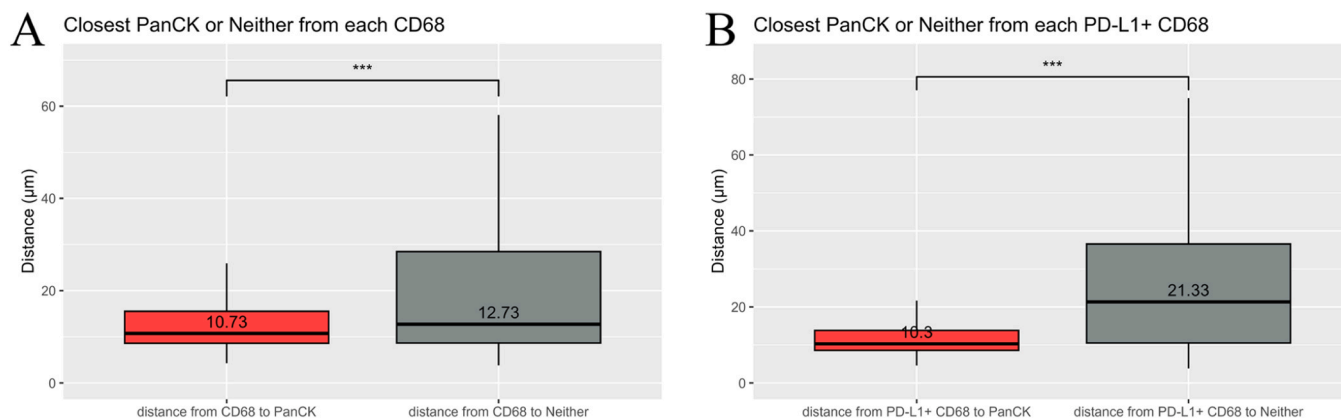 A
Closest PanCK or Neither from each CD68
***
60
40
20
0
Distance (µm)
10.73
12.73
distance from CD68 to PanCK
distance from CD68 to Neither
B
Closest PanCK or Neither from each PD-L1+ CD68
***
80
60
40
20
0
Distance (µm)
10.3
21.33
distance from PD-L1+ CD68 to PanCK
distance from PD-L1+ CD68 to Neither